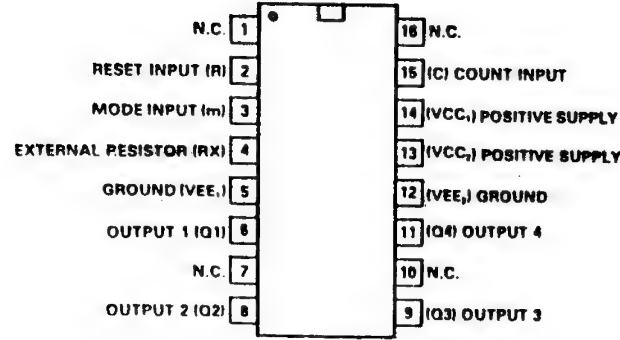 N.C. 1
RESET INPUT (R) 2
MODE INPUT (m) 3
EXTERNAL RESISTOR (RX) 4
GROUND (VEE₁) 5
OUTPUT 1 (Q1) 6
N.C. 7
OUTPUT 2 (Q2) 8
16 N.C.
15 (C) COUNT INPUT
14 (VCC₁) POSITIVE SUPPLY
13 (VCC₂) POSITIVE SUPPLY
12 (VEE₂) GROUND
11 (Q4) OUTPUT 4
10 N.C.
9 (Q3) OUTPUT 3